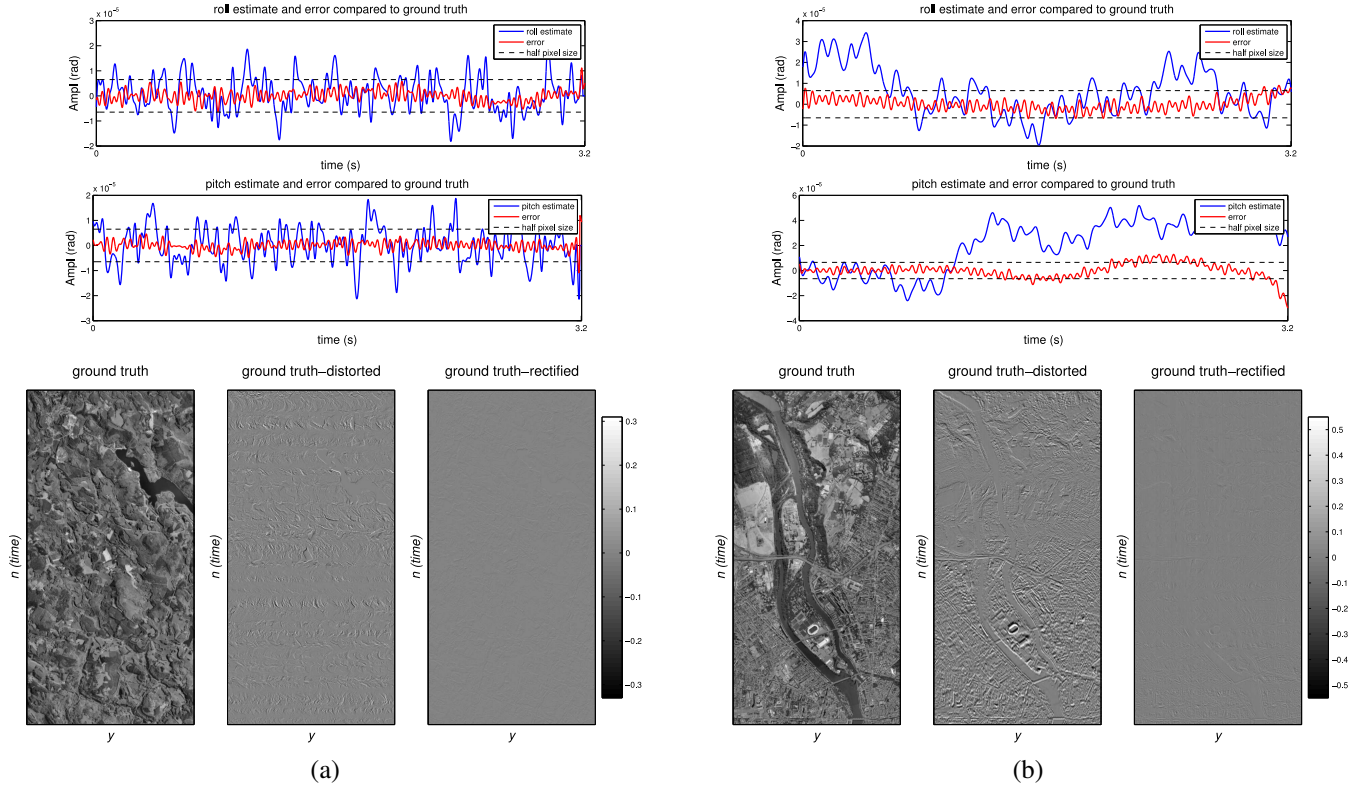 roll estimate and error compared to ground truth
x 10⁻⁵
3
2
1
0
−1
−2
Ampl (rad)
roll estimate
error
half pixel size
0
3.2
time (s)
pitch estimate and error compared to ground truth
x 10⁻⁵
2
1
0
−1
−2
−3
Ampl (rad)
pitch estimate
error
half pixel size
0
3.2
time (s)
ground truth
ground truth−distorted
ground truth−rectified
n (time)
n (time)
n (time)
y
y
y
0.3
0.2
0.1
0
−0.1
−0.2
−0.3
(a)
roll estimate and error compared to ground truth
x 10⁻⁵
4
3
2
1
0
−1
−2
Ampl (rad)
roll estimate
error
half pixel size
0
3.2
time (s)
pitch estimate and error compared to ground truth
x 10⁻⁵
6
4
2
0
−2
−4
Ampl (rad)
pitch estimate
error
half pixel size
0
3.2
time (s)
ground truth
ground truth−distorted
ground truth−rectified
n (time)
n (time)
n (time)
y
y
y
0.5
0.4
0.3
0.2
0.1
0
−0.1
−0.2
−0.3
−0.4
−0.5
(b)